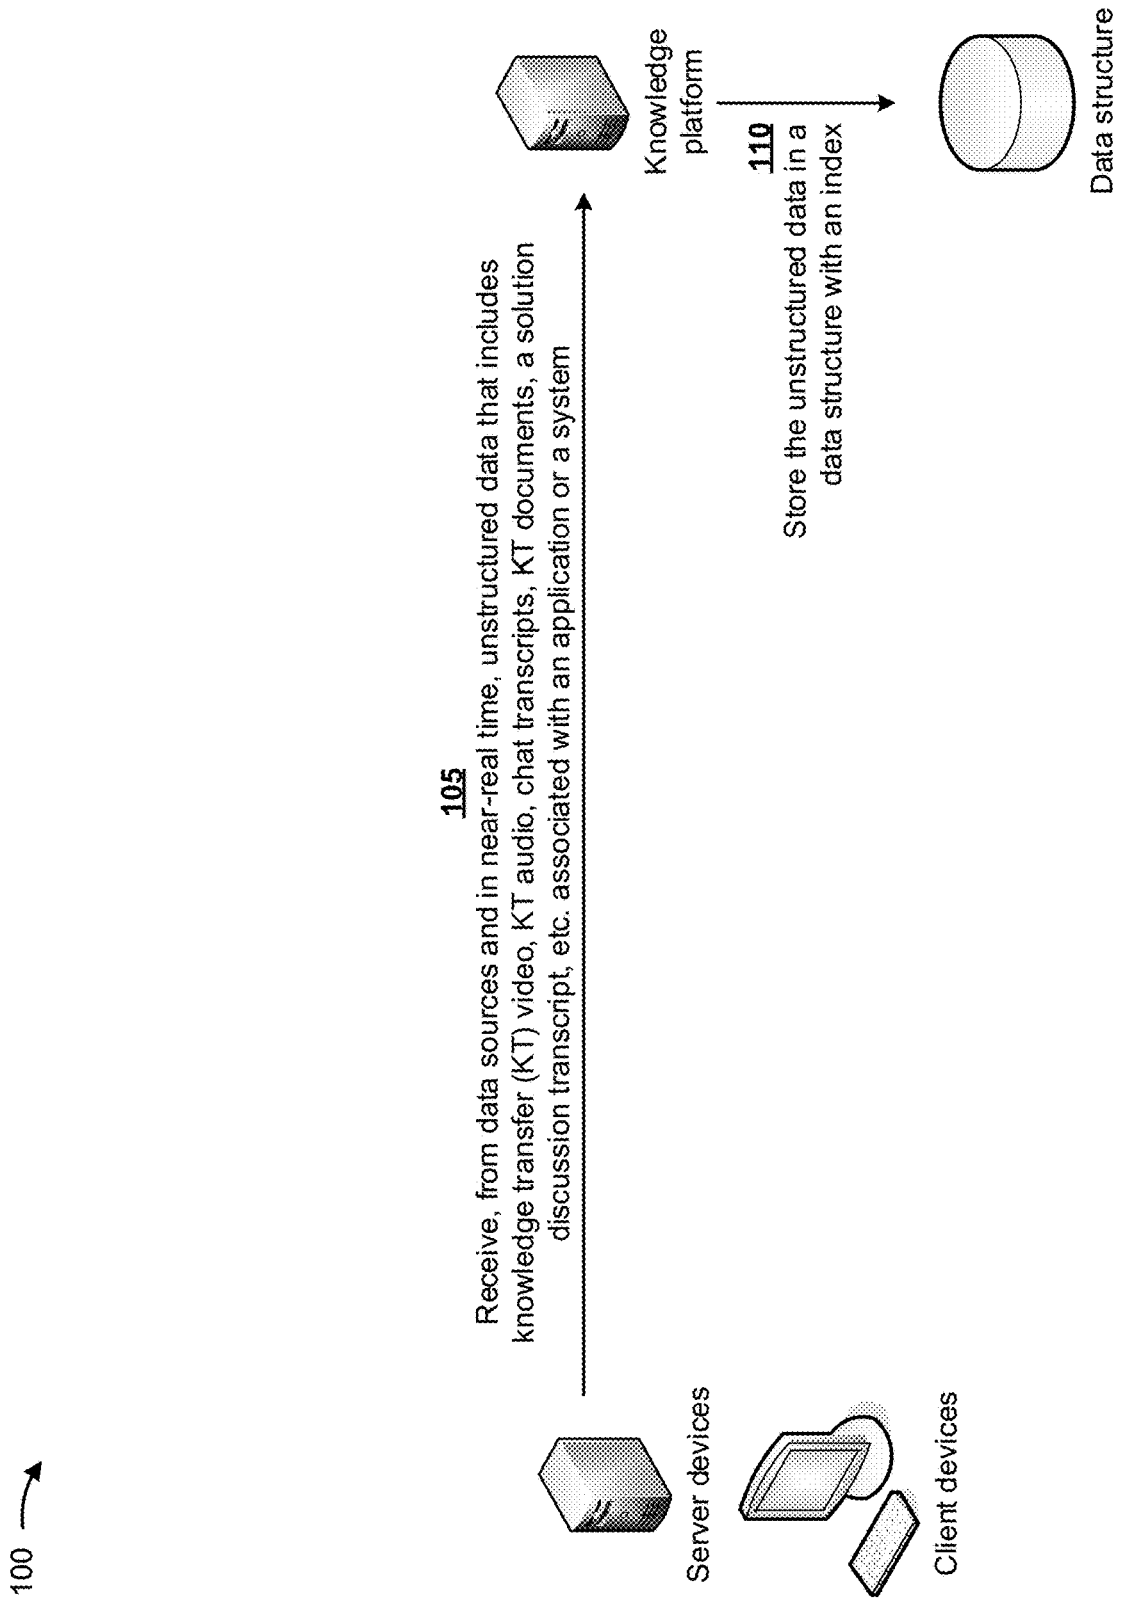 100
105
Receive, from data sources and in near-real time, unstructured data that includes
knowledge transfer (KT) video, KT audio, chat transcripts, KT documents, a solution
discussion transcript, etc. associated with an application or a system
Server devices
Client devices
Knowledge
platform
110
Store the unstructured data in a
data structure with an index
Data structure